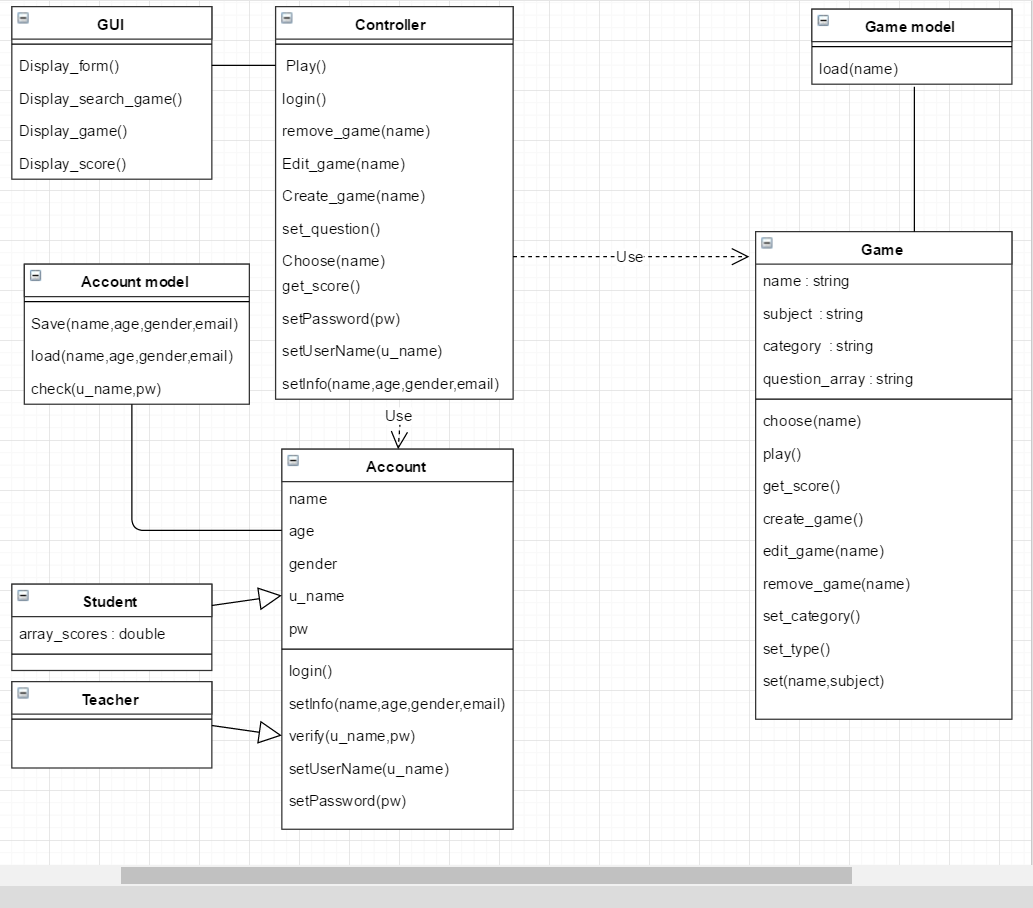 GUI
Display_form()
Display_search_game()
Display_game()
Display_score()
Controller
Play()
login()
remove_game(name)
Edit_game(name)
Create_game(name)
set_question()
Choose(name)
get_score()
setPassword(pw)
setUserName(u_name)
setInfo(name,age,gender,email)
Game model
load(name)
Use
Account model
Save(name,age,gender,email)
load(name,age,gender,email)
check(u_name,pw)
Game
name : string
subject : string
category : string
question_array : string
choose(name)
play()
get_score()
create_game()
edit_game(name)
remove_game(name)
set_category()
set_type()
set(name,subject)
Use
Account
name
age
gender
u_name
pw
login()
setInfo(name,age,gender,email)
verify(u_name,pw)
setUserName(u_name)
setPassword(pw)
Student
array_scores : double
Teacher